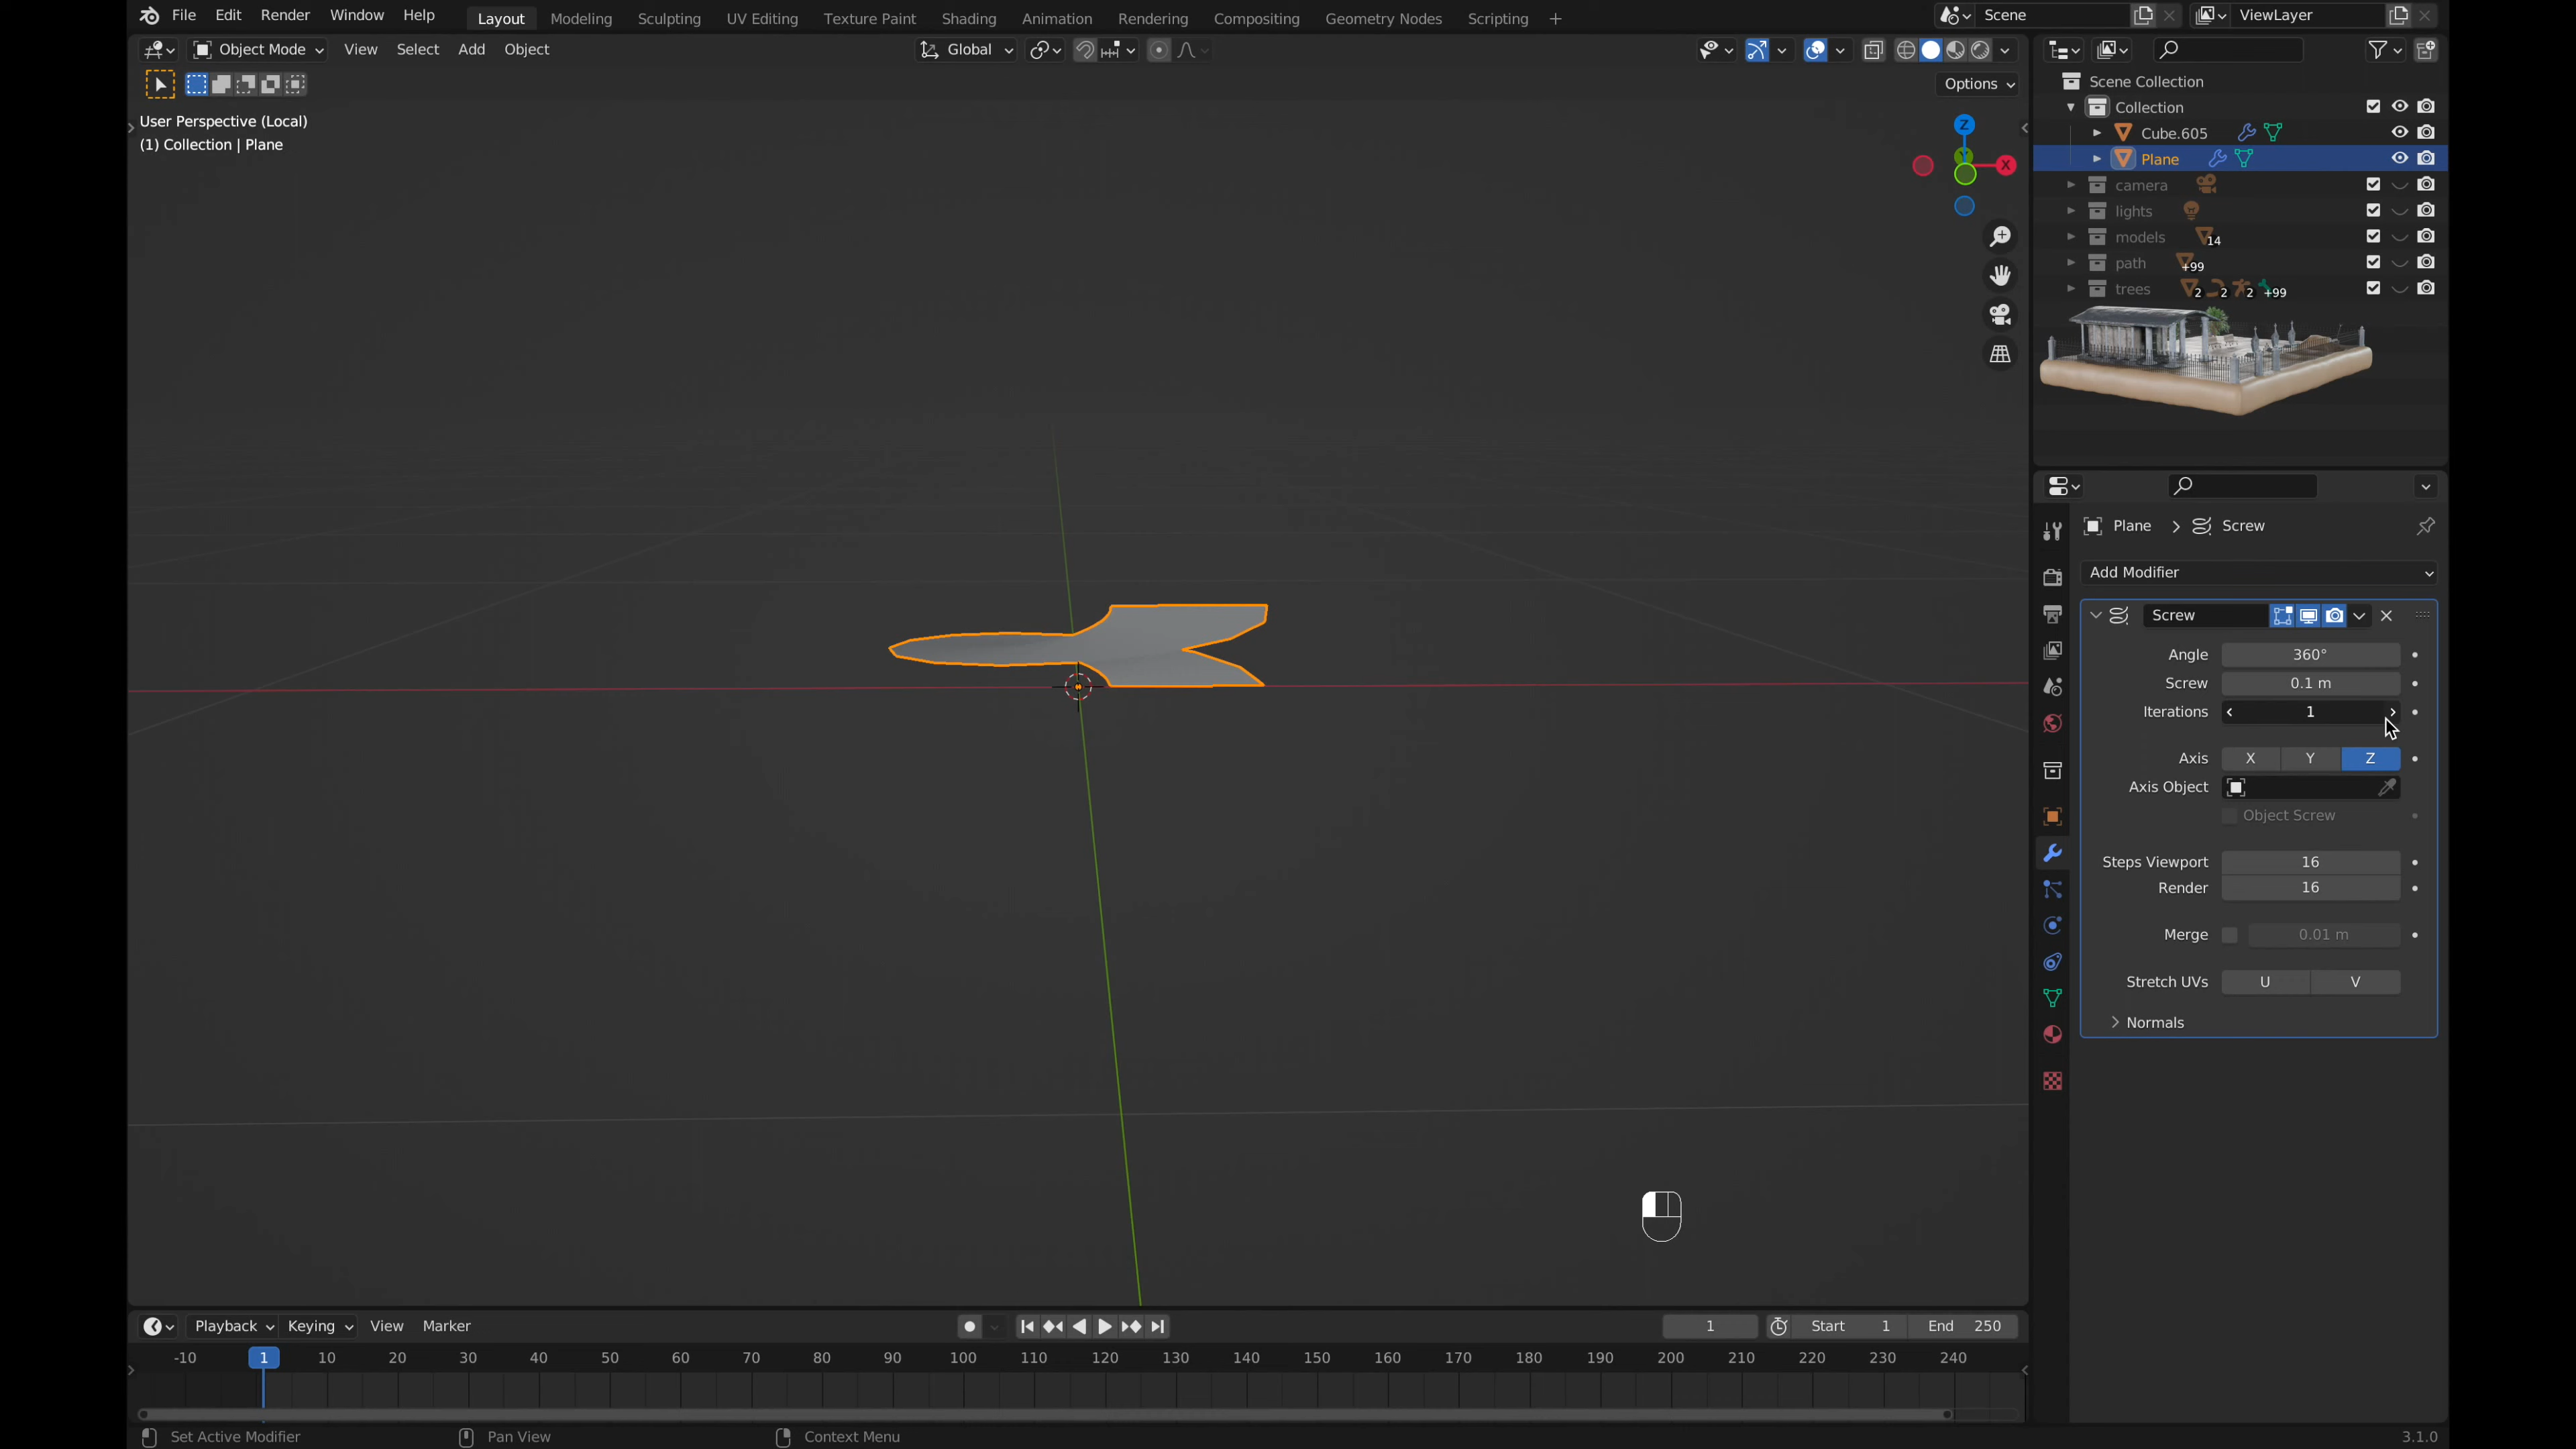 File Edit Render Window Help Layout Modeling Sculpting UV Editing Texture Paint Shading Animation Rendering Compositing Geometry Nodes Scripting + Scene ViewLayer
Object Mode View Select Add Object Global
Options
User Perspective (Local)
(1) Collection | Plane
Z
X
Scene Collection
Collection
Cube.605
Plane
camera
lights
models 14
path +99
trees 2 2 2 +99
Plane > Screw
Add Modifier
Screw
Angle 360°
Screw 0.1 m
Iterations 1
Axis X Y Z
Axis Object
Object Screw
Steps Viewport 16
Render 16
Merge 0.01 m
Stretch UVs U V
Normals
Playback Keying View Marker 1 Start 1 End 250
-10 1 10 20 30 40 50 60 70 80 90 100 110 120 130 140 150 160 170 180 190 200 210 220 230 240
Set Active Modifier Pan View Context Menu 3.1.0